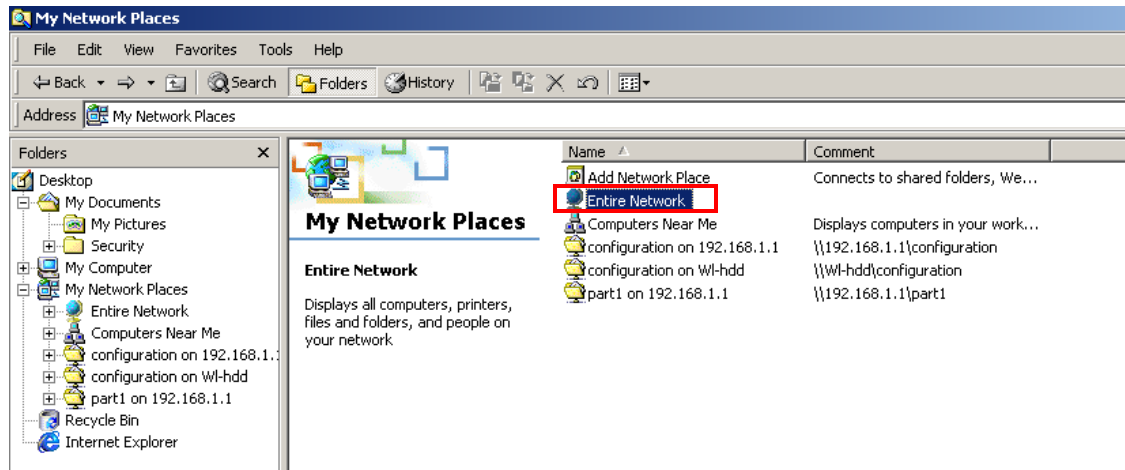 My Network Places
File Edit View Favorites Tools Help
Back Search Folders History
Address My Network Places
Folders
Desktop
My Documents
My Pictures
Security
My Computer
My Network Places
Entire Network
Computers Near Me
configuration on 192.168.1.
configuration on Wl-hdd
part1 on 192.168.1.1
Recycle Bin
Internet Explorer
My Network Places
Entire Network
Displays all computers, printers,
files and folders, and people on
your network
Name Comment
Add Network Place Connects to shared folders, We...
Entire Network
Computers Near Me Displays computers in your work...
configuration on 192.168.1.1 \\192.168.1.1\configuration
configuration on Wl-hdd \\Wl-hdd\configuration
part1 on 192.168.1.1 \\192.168.1.1\part1